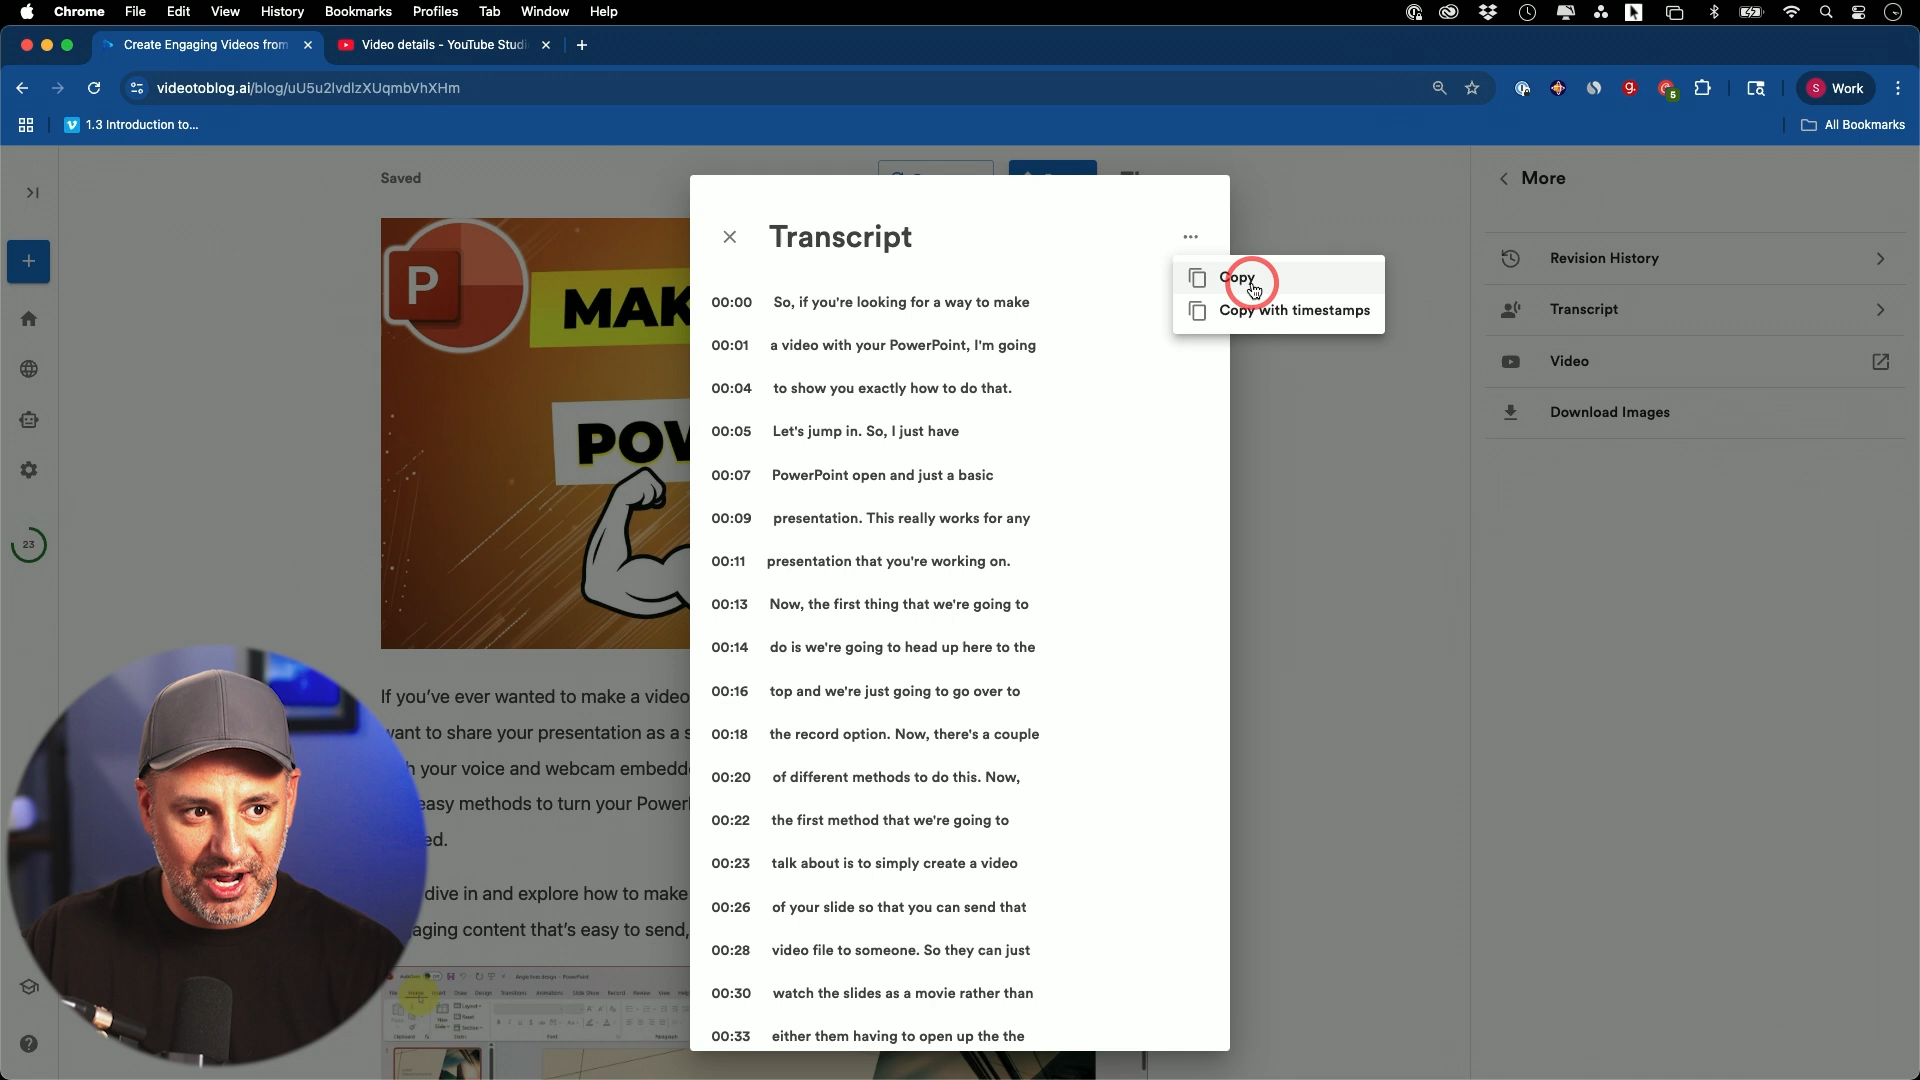 Chrome File Edit View History Bookmarks Profiles Tab Window Help
Create Engaging Videos from
Video details - YouTube Studi
videotoblog.ai/blog/uU5u2lvdlzXUqmbVhXHm
5
S Work
1.3 Introduction to...
All Bookmarks
Saved
More
Revision History
Transcript
Video
Download Images
23
P
MAK
POW
If you've ever wanted to make a video
want to share your presentation as a s
your voice and webcam embedde
easy methods to turn your PowerP
ed.
dive in and explore how to make
aging content that's easy to send,
Transcript
Copy
Copy with timestamps
00:00 So, if you're looking for a way to make
00:01 a video with your PowerPoint, I'm going
00:04 to show you exactly how to do that.
00:05 Let's jump in. So, I just have
00:07 PowerPoint open and just a basic
00:09 presentation. This really works for any
00:11 presentation that you're working on.
00:13 Now, the first thing that we're going to
00:14 do is we're going to head up here to the
00:16 top and we're just going to go over to
00:18 the record option. Now, there's a couple
00:20 of different methods to do this. Now,
00:22 the first method that we're going to
00:23 talk about is to simply create a video
00:26 of your slide so that you can send that
00:28 video file to someone. So they can just
00:30 watch the slides as a movie rather than
00:33 either them having to open up the the